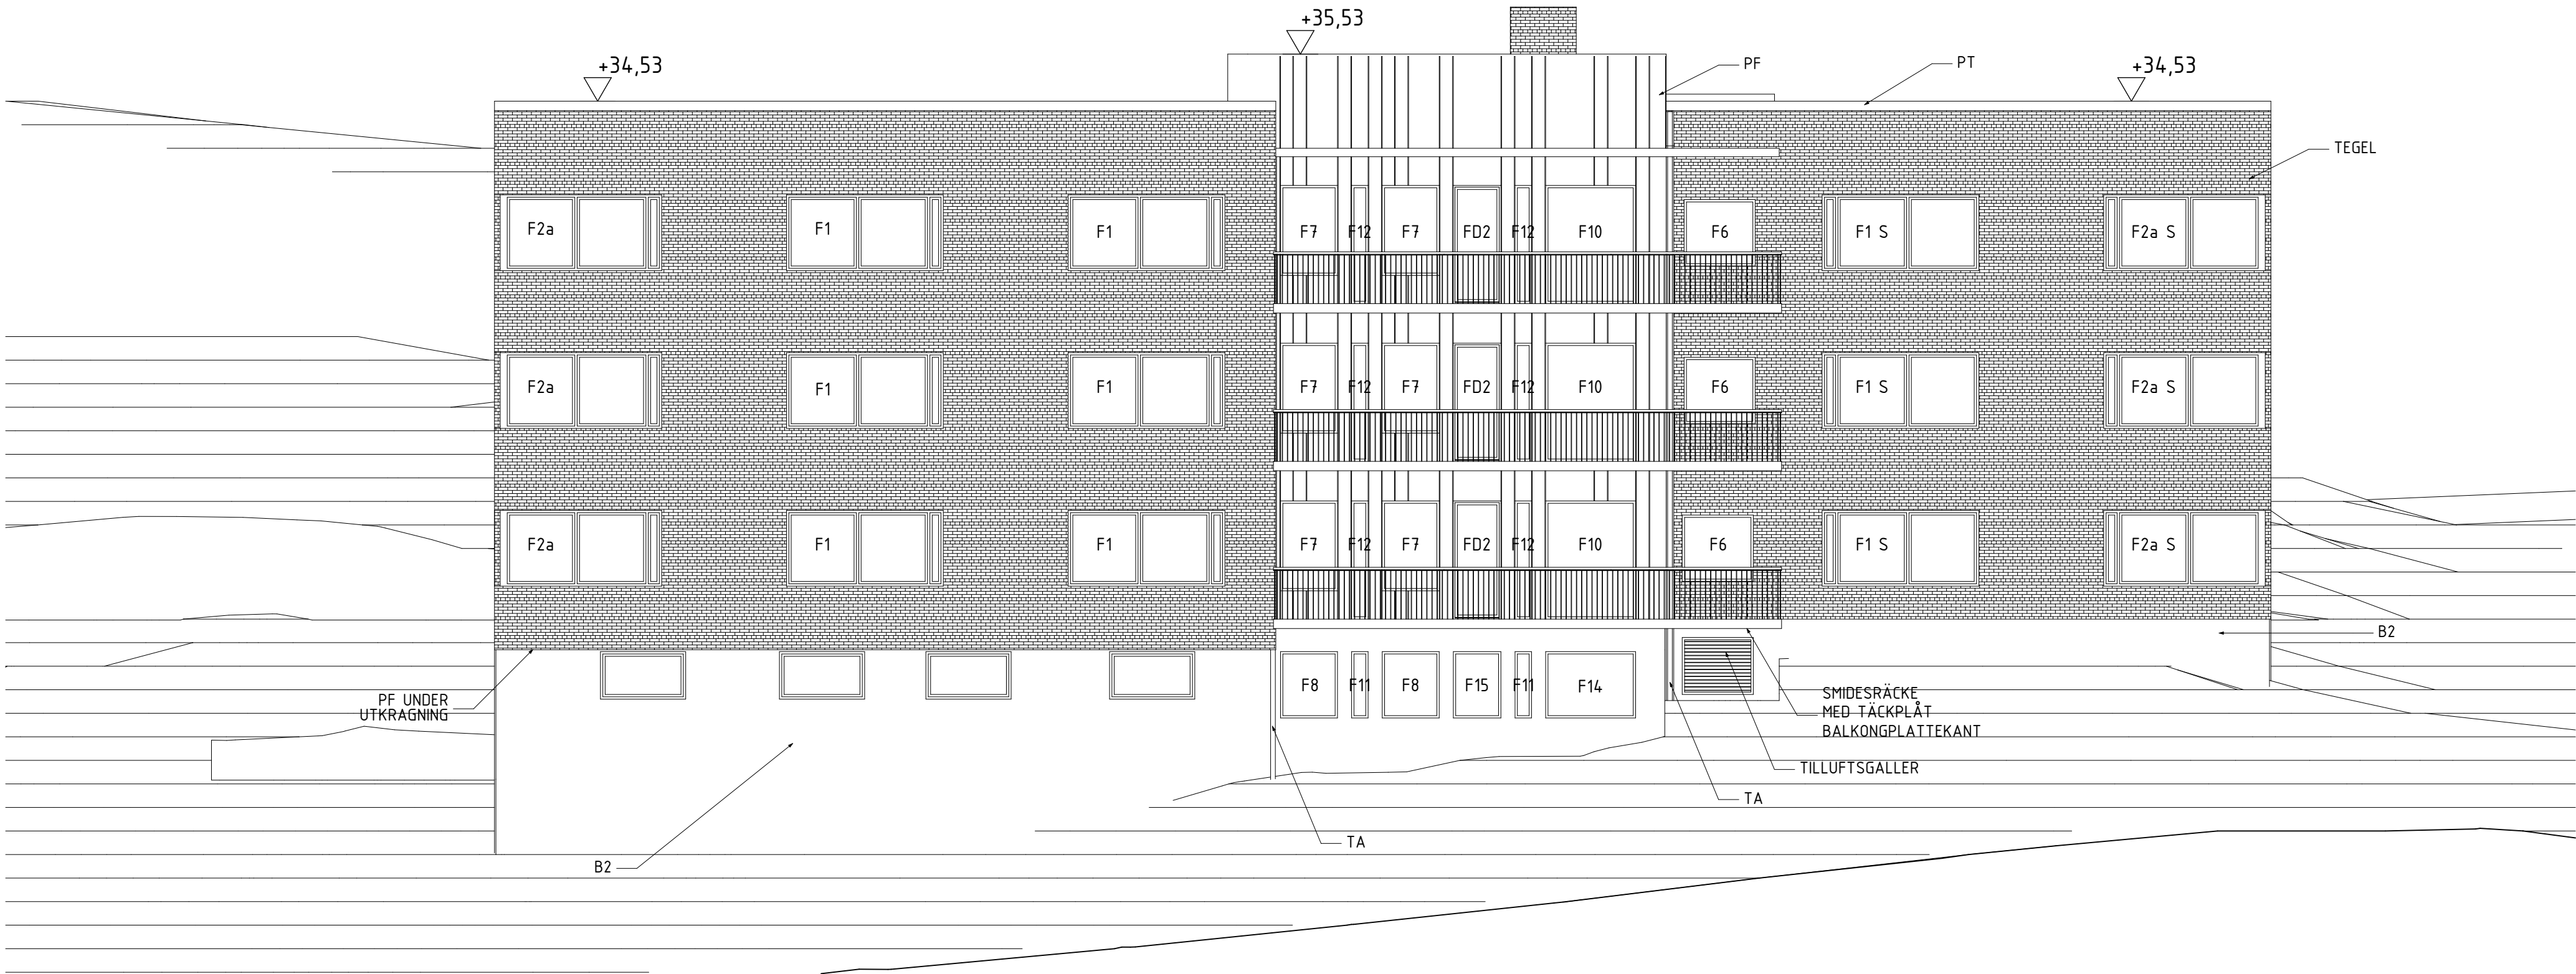 +35,53
+34,53
PF
PT
+34,53
TEGEL
F2a
F1
F1
F7
F12
F7
FD2
F12
F10
F6
F1 S
F2a S
F2a
F1
F1
F7
F12
F7
FD2
F12
F10
F6
F1 S
F2a S
F2a
F1
F1
F7
F12
F7
FD2
F12
F10
F6
F1 S
F2a S
B2
F8
F11
F8
F15
F11
F14
PF UNDER
UTKRAGNING
SMIDESRÄCKE
MED TÄCKPLÅT
BALKONGPLATTEKANT
TILLUFTSGALLER
TA
TA
B2